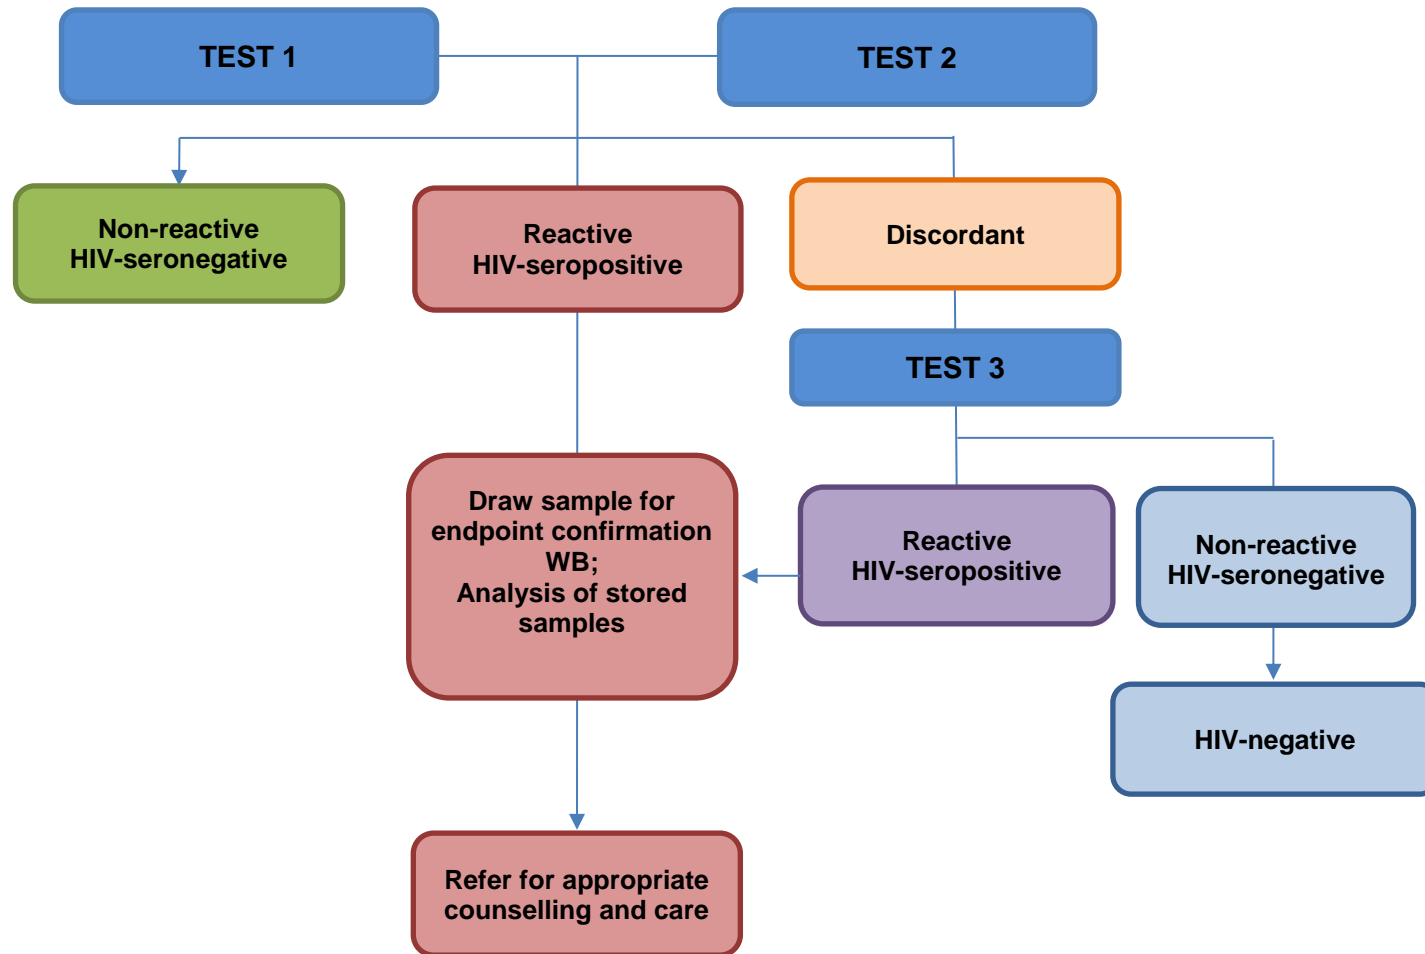 TEST 1
TEST 2
Non-reactive
HIV-seronegative
Reactive
HIV-seropositive
Discordant
TEST 3
Draw sample for
endpoint confirmation
WB;
Analysis of stored
samples
Reactive
HIV-seropositive
Non-reactive
HIV-seronegative
HIV-negative
Refer for appropriate
counselling and care